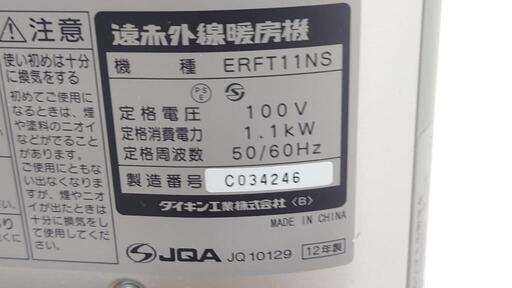 注意
使い初めは十分
に換気をする
初めてご使用に
なるときは、煙
や塗料のニオイ
などがでること
があります。
ご使用にともな
い出なくなりま
すが、煙やニオイ
が出たときは
十分に換気をし
てください。
遠赤外線暖房機
機種 ERFT11NS
PSE
定格電圧 100V
定格消費電力 1.1kW
定格周波数 50/60Hz
製造番号 C034246
ダイキン工業株式会社〈B〉
MADE IN CHINA
JQA JQ10129 12年製